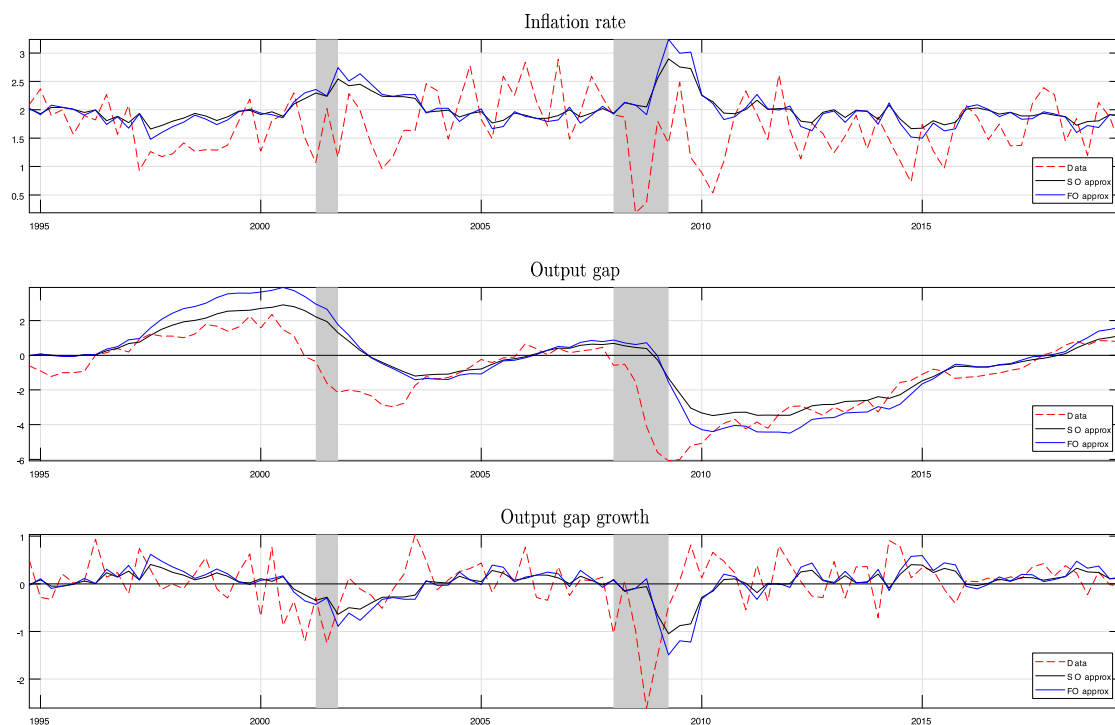 Inflation rate
3
2.5
2
1.5
1
0.5
Data
SO approx
FO approx
1995
2000
2005
2010
2015
Output gap
2
0
-2
-4
-6
Data
SO approx
FO approx
1995
2000
2005
2010
2015
Output gap growth
1
0
-1
-2
Data
SO approx
FO approx
1995
2000
2005
2010
2015